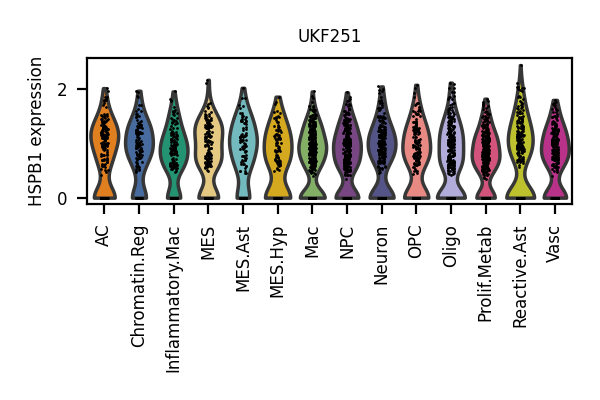 UKF251
HSPB1 expression
2
0
AC
Chromatin.Reg
Inflammatory.Mac
MES
MES.Ast
MES.Hyp
Mac
NPC
Neuron
OPC
Oligo
Prolif.Metab
Reactive.Ast
Vasc